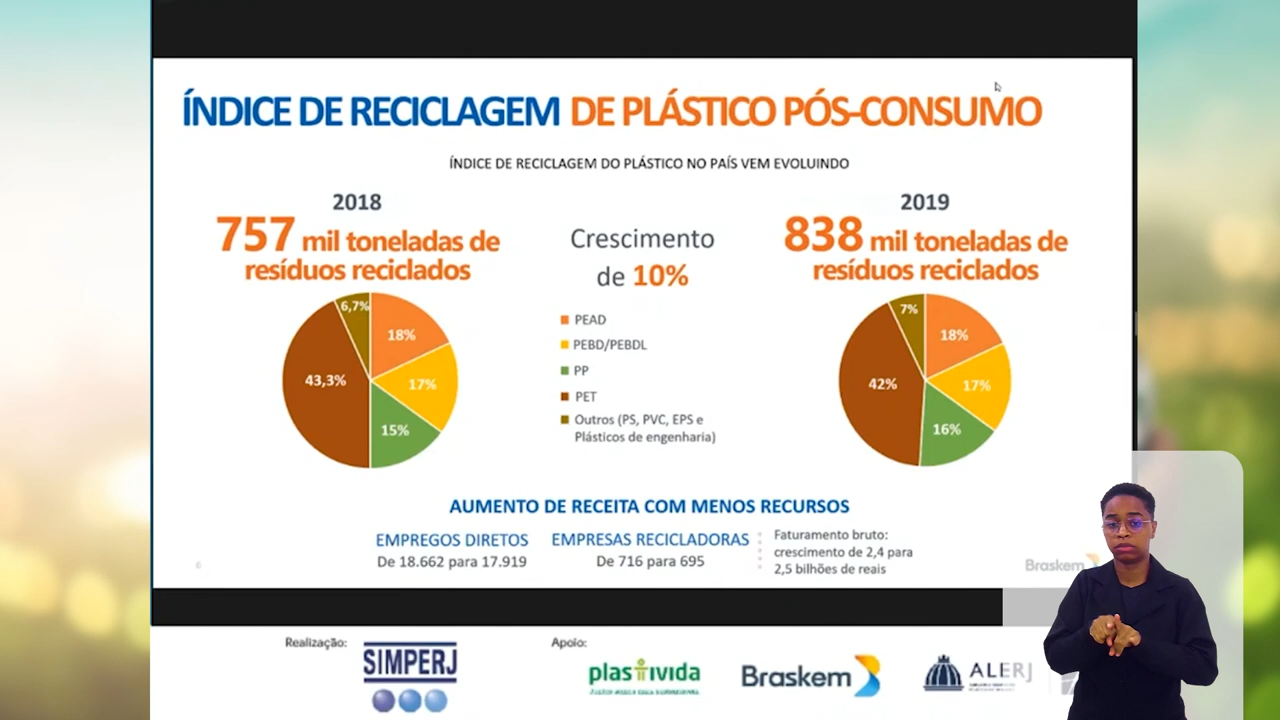 ÍNDICE DE RECICLAGEM DE PLÁSTICO PÓS-CONSUMO
ÍNDICE DE RECICLAGEM DO PLÁSTICO NO PAÍS VEM EVOLUINDO
2018
757 mil toneladas de
resíduos reciclados
6,7%
18%
43,3%
17%
15%
Crescimento
de 10%
PEAD
PEBD/PEBDL
PP
PET
Outros (PS, PVC, EPS e
Plásticos de engenharia)
2019
838 mil toneladas de
resíduos reciclados
7%
18%
42%
17%
16%
AUMENTO DE RECEITA COM MENOS RECURSOS
EMPREGOS DIRETOS
De 18.662 para 17.919
EMPRESAS RECICLADORAS
De 716 para 695
Faturamento bruto:
crescimento de 2,4 para
2,5 bilhões de reais
6
Braskem
Realização:
SIMPERJ
Apoio:
plastivida
Braskem
ALERJ